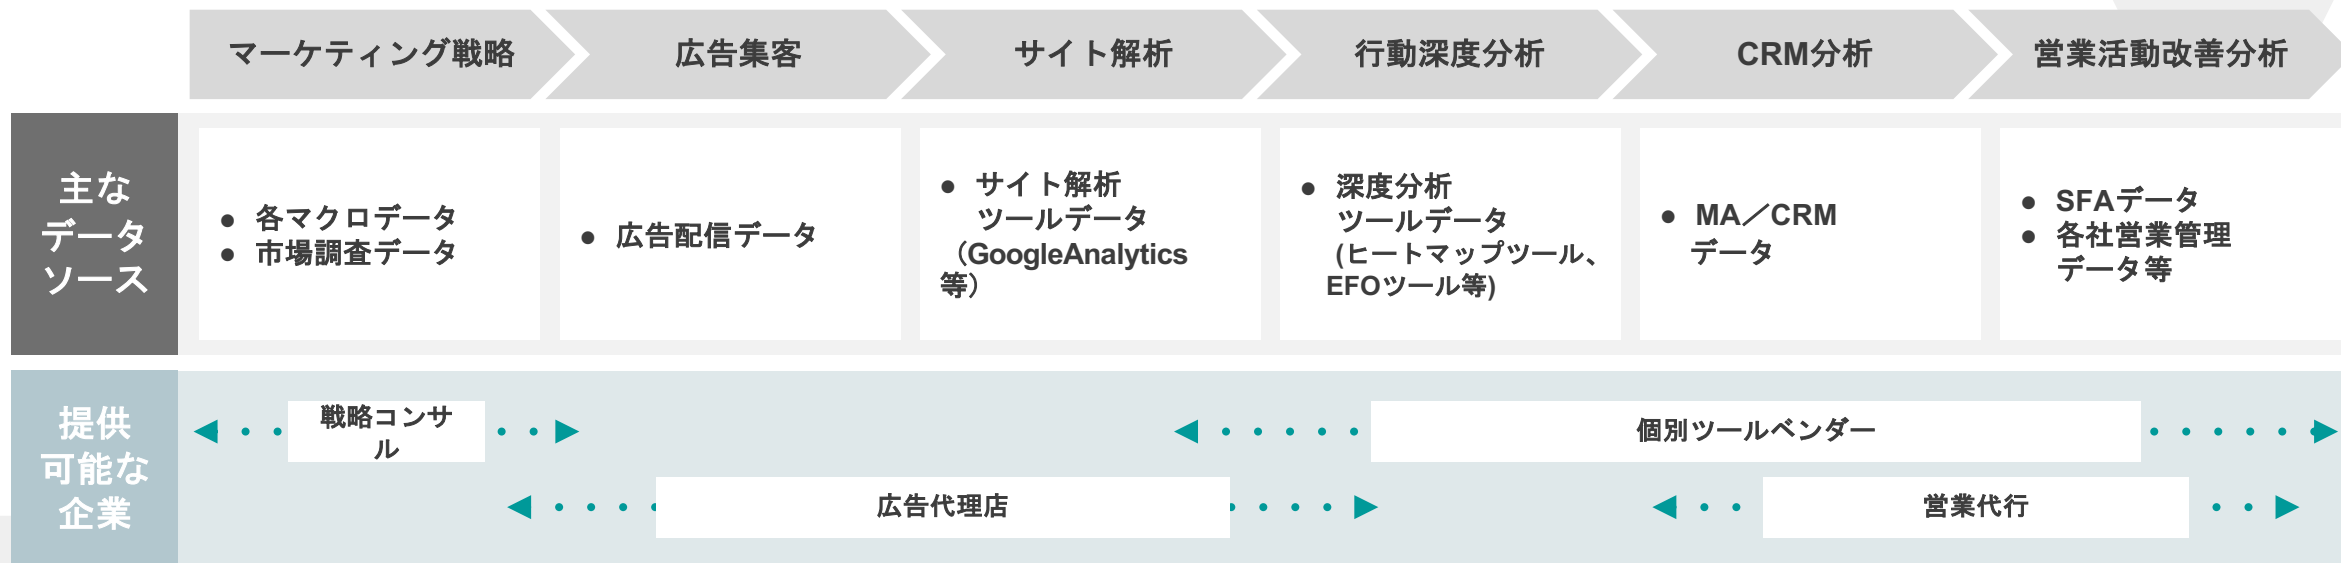 マーケティング戦略
広告集客
サイト解析
行動深度分析
CRM分析
営業活動改善分析
主な
データ
ソース
● 各マクロデータ
● 市場調査データ
● 広告配信データ
● サイト解析
ツールデータ
（GoogleAnalytics
等）
● 深度分析
ツールデータ
(ヒートマップツール、
EFOツール等)
● MA／CRM
データ
● SFAデータ
● 各社営業管理
データ等
提供
可能な
企業
戦略コンサ
ル
個別ツールベンダー
広告代理店
営業代行